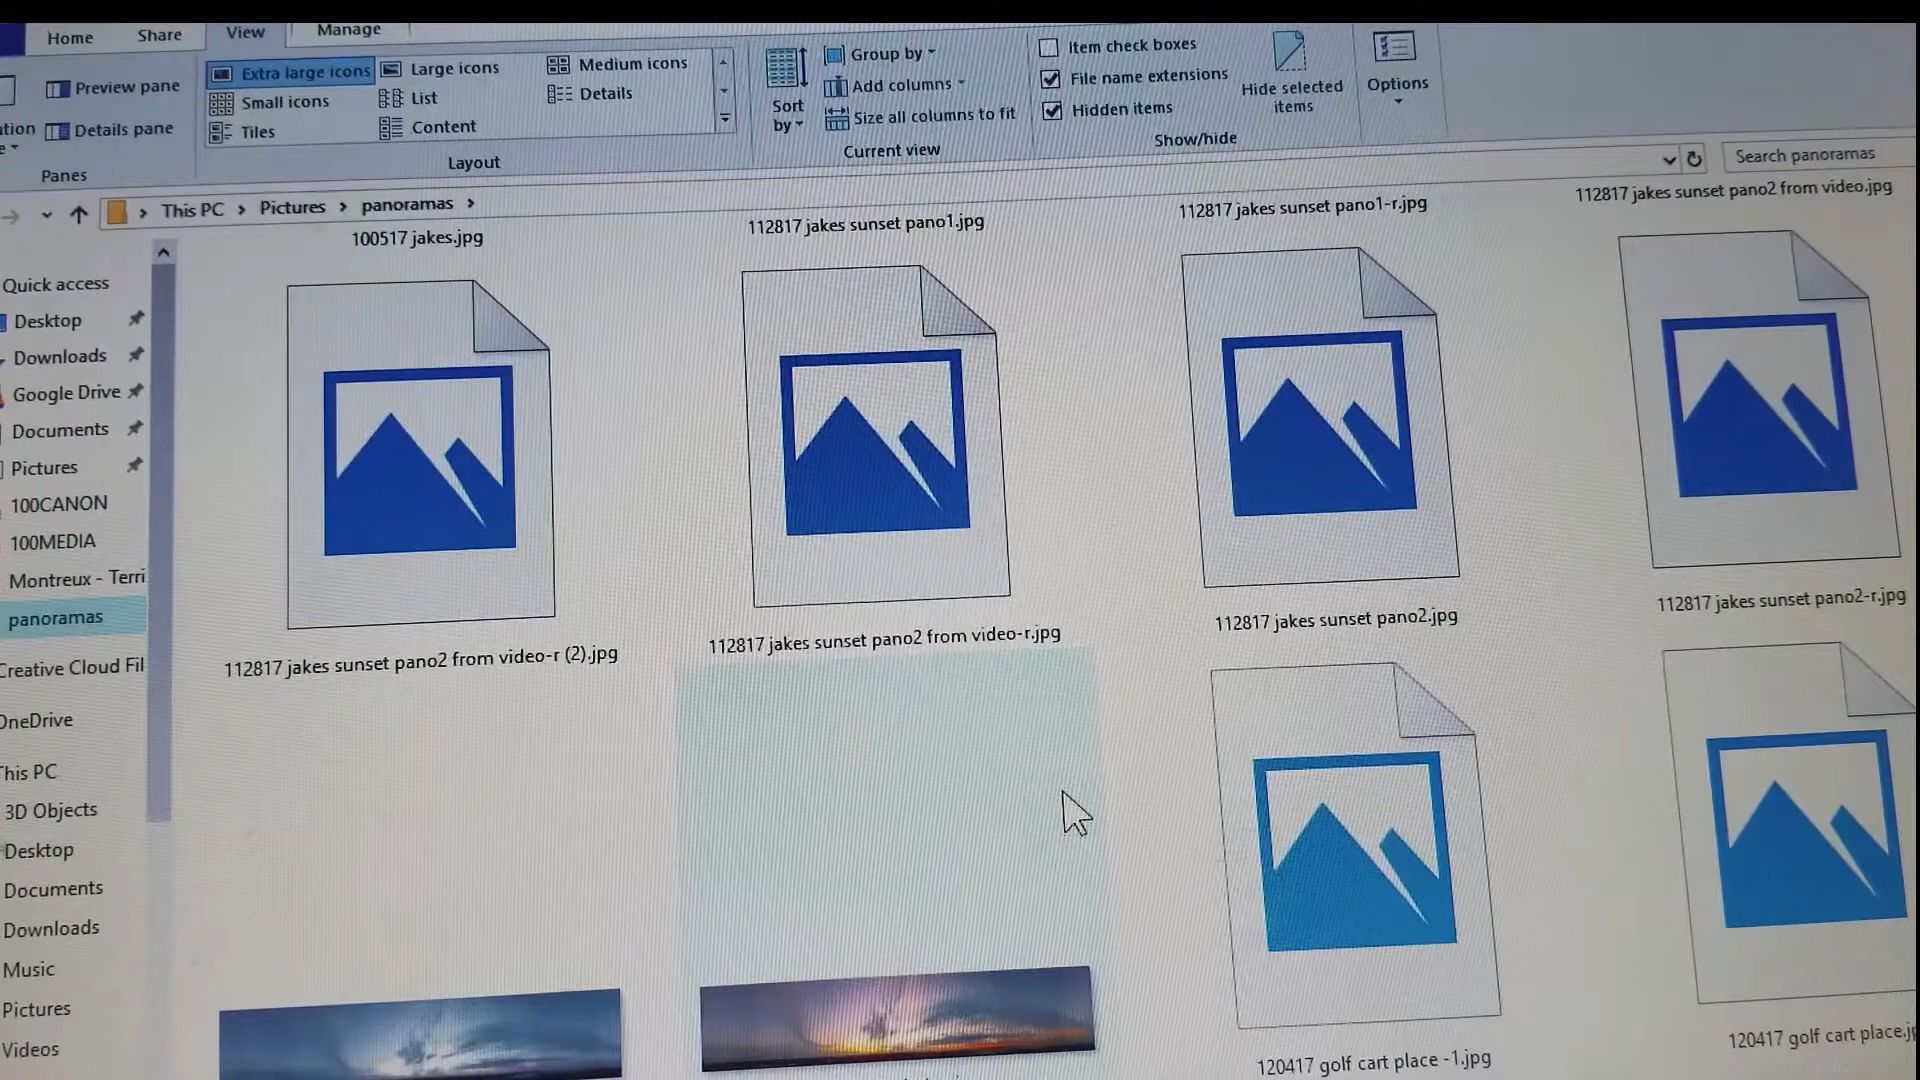 Home
Share
View
Manage
Preview pane
Details pane
Panes
Extra large icons
Large icons
Medium icons
Small icons
List
Details
Tiles
Content
Layout
Sort
by
Group by
Add columns
Size all columns to fit
Current view
Item check boxes
File name extensions
Hidden items
Show/hide
Hide selected
items
Options
This PC
Pictures
panoramas
Search panoramas
100517 jakes.jpg
112817 jakes sunset pano1.jpg
112817 jakes sunset pano1-r.jpg
112817 jakes sunset pano2 from video.jpg
Quick access
Desktop
Downloads
Google Drive
Documents
Pictures
100CANON
100MEDIA
Montreux - Terri
panoramas
Creative Cloud Fil
OneDrive
This PC
3D Objects
Desktop
Documents
Downloads
Music
Pictures
Videos
112817 jakes sunset pano2 from video-r (2).jpg
112817 jakes sunset pano2 from video-r.jpg
112817 jakes sunset pano2.jpg
112817 jakes sunset pano2-r.jpg
120417 golf cart place -1.jpg
120417 golf cart place.jp